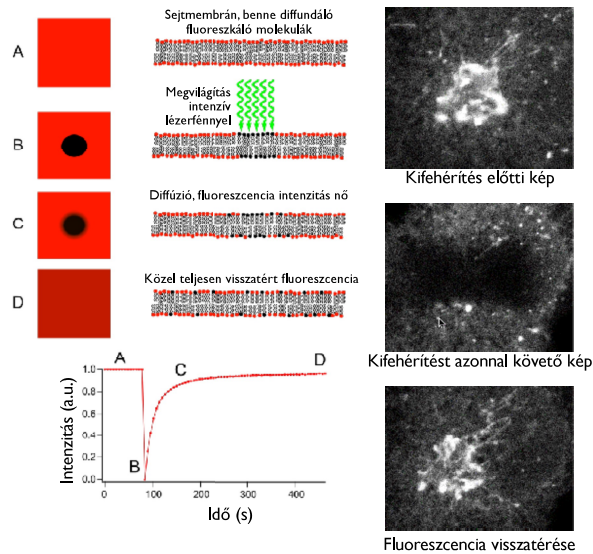 A
Sejtmembrán, benne diffundáló
fluoreszkáló molekulák
B
Megvilágítás
intenzív
lézerfénnyel
C
Diffúzió, fluoreszcencia intenzitás nő
D
Közel teljesen visszatért fluoreszcencia
A
C
D
B
Intenzitás (a.u.)
1.0
0.8
0.6
0.4
0.2
0.0
0
100
200
300
400
Idő (s)
Kifehérítés előtti kép
Kifehérítést azonnal követő kép
Fluoreszcencia visszatérése